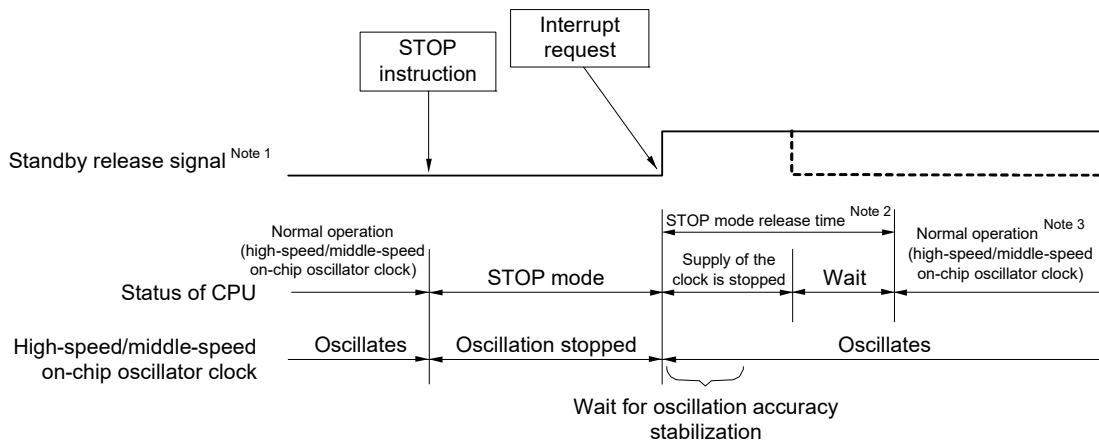 Interrupt
request
STOP
instruction
Standby release signal Note 1
STOP mode release time Note 2
Normal operation
(high-speed/middle-speed
on-chip oscillator clock)
Normal operation Note 3
(high-speed/middle-speed
on-chip oscillator clock)
Supply of the
clock is stopped
Wait
Status of CPU
STOP mode
High-speed/middle-speed
on-chip oscillator clock
Oscillates
Oscillation stopped
Oscillates
Wait for oscillation accuracy
stabilization